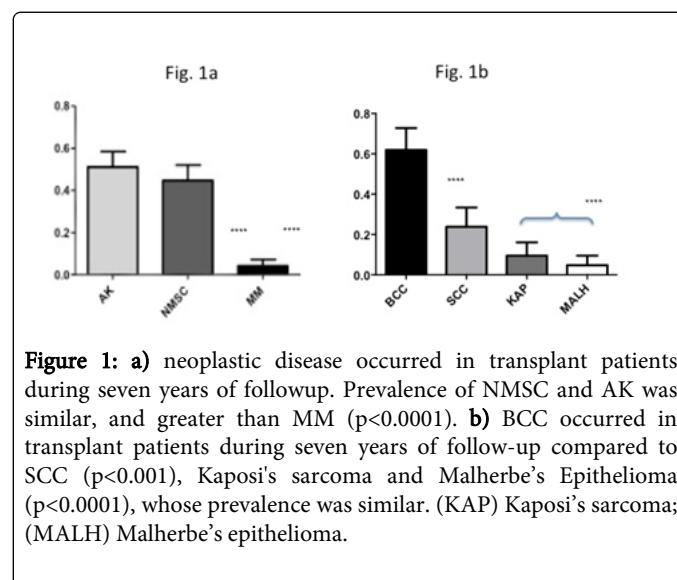 Fig. 1a
Fig. 1b
0.8
0.6
0.4
0.2
0.0
****
****
AK
NMSC
MM
0.8
0.6
0.4
0.2
0.0
****
****
BCC
SCC
KAP
MALH
Figure 1: a) neoplastic disease occurred in transplant patients
during seven years of followup. Prevalence of NMSC and AK was
similar, and greater than MM (p<0.0001). b) BCC occurred in
transplant patients during seven years of follow-up compared to
SCC (p<0.001), Kaposi's sarcoma and Malherbe’s Epithelioma
(p<0.0001), whose prevalence was similar. (KAP) Kaposi’s sarcoma;
(MALH) Malherbe’s epithelioma.